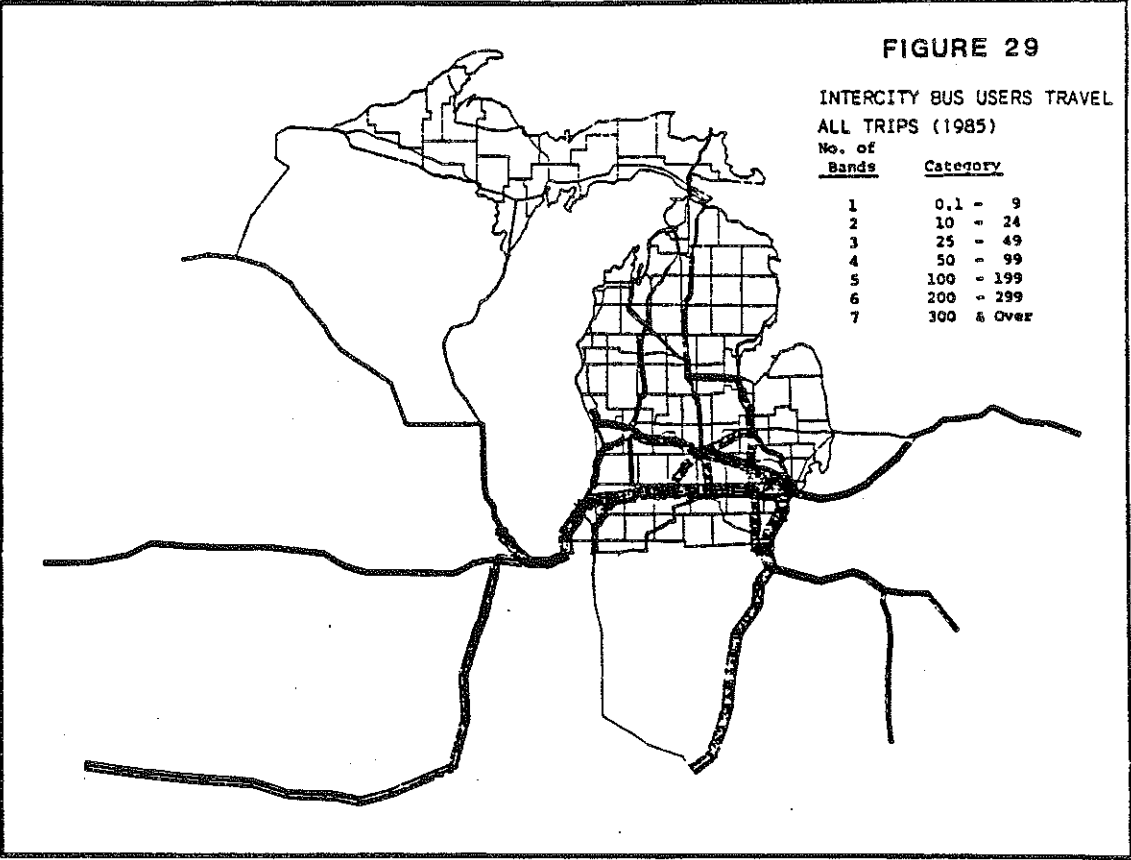 FIGURE 29
INTERCITY BUS USERS TRAVEL
ALL TRIPS (1985)
No. of
Bands Category
1 0.1 - 9
2 10 - 24
3 25 - 49
4 50 - 99
5 100 - 199
6 200 - 299
7 300 & Over